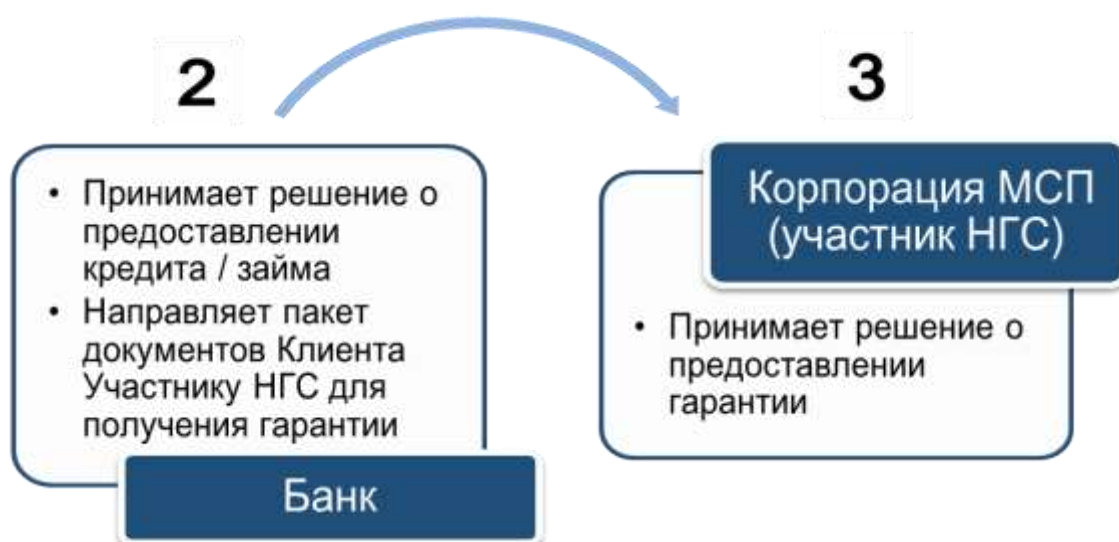 2
• Принимает решение о
предоставлении
кредита / займа
• Направляет пакет
документов Клиента
Участнику НГС для
получения гарантии
Банк
3
Корпорация МСП
(участник НГС)
• Принимает решение о
предоставлении
гарантии